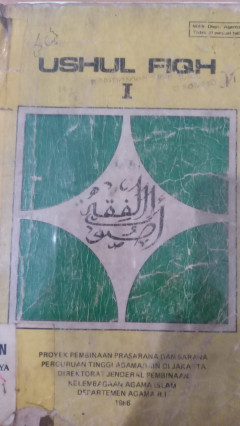 USHUL FIQH
I
أصول الفقه
PROYEK PEMBINAAN PRASARANA DAN SARANA
PERGURUAN TINGGI AGAMA/IAIN DI JAKARTA
DIREKTORAT JENDERAL PEMBINAAN
KELEMBAGAAN AGAMA ISLAM
DEPARTEMEN AGAMA R.I.